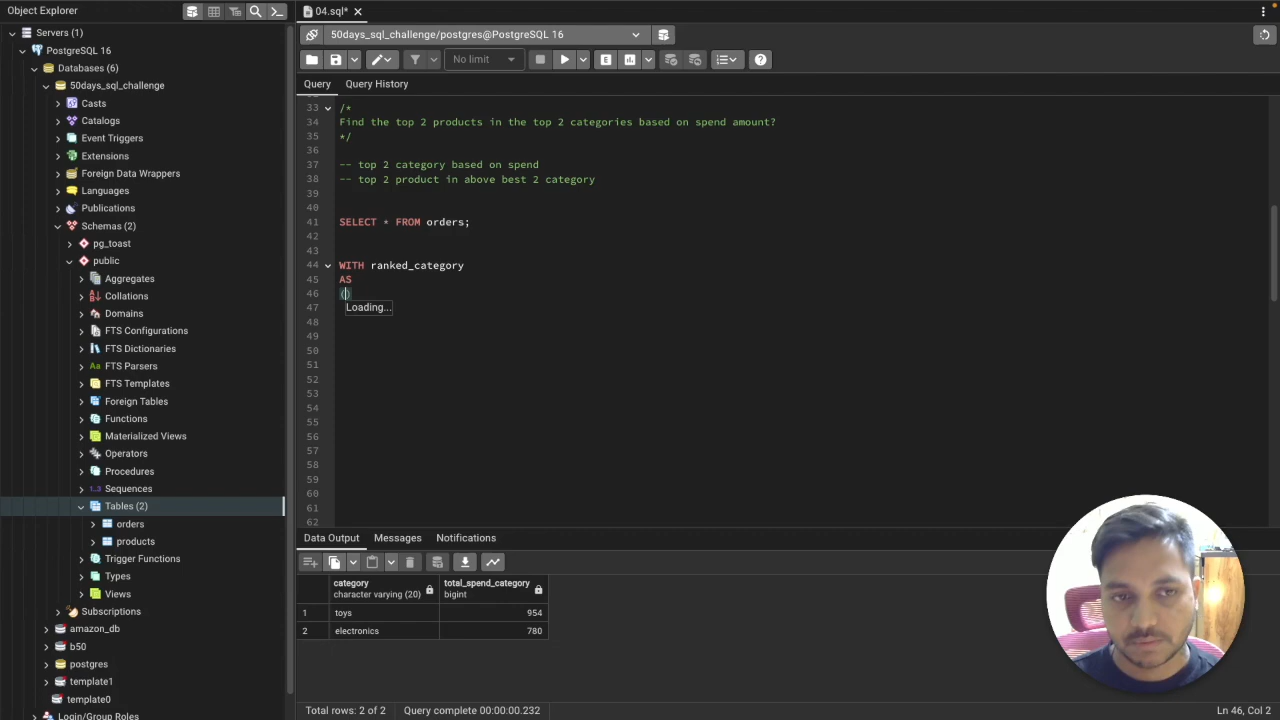 Object Explorer
Servers (1)
PostgreSQL 16
Databases (6)
50days_sql_challenge
Casts
Catalogs
Event Triggers
Extensions
Foreign Data Wrappers
Languages
Publications
Schemas (2)
pg_toast
public
Aggregates
Collations
Domains
FTS Configurations
FTS Dictionaries
Aa FTS Parsers
FTS Templates
Foreign Tables
Functions
Materialized Views
Operators
Procedures
1..3 Sequences
Tables (2)
orders
products
Trigger Functions
Types
Views
Subscriptions
amazon_db
b50
postgres
template1
template0
Login/Group Roles
04.sql*
50days_sql_challenge/postgres@PostgreSQL 16
No limit
Query
Query History
33 /*
34 Find the top 2 products in the top 2 categories based on spend amount?
35 */
36
37 -- top 2 category based on spend
38 -- top 2 product in above best 2 category
39
40
41 SELECT * FROM orders;
42
43
44 WITH ranked_category
45 AS
46 ()
47 Loading...
48
49
50
51
52
53
54
55
56
57
58
59
60
61
62
Data Output
Messages
Notifications
category
character varying (20)
total_spend_category
bigint
1 toys 954
2 electronics 780
Total rows: 2 of 2
Query complete 00:00:00.232
Ln 46, Col 2